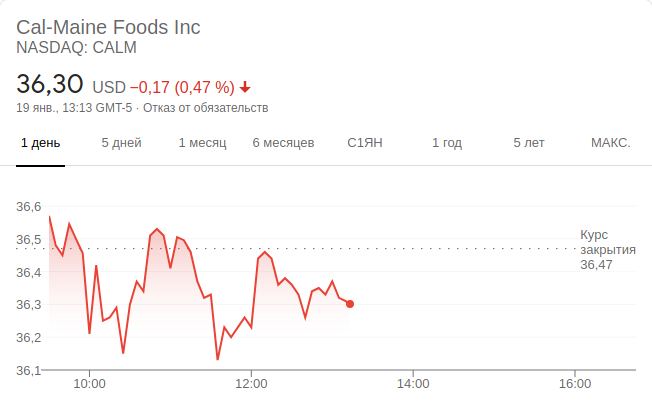 Cal-Maine Foods Inc
NASDAQ: CALM
36,30 USD −0,17 (0,47 %)
19 янв., 13:13 GMT-5 · Отказ от обязательств
1 день 5 дней 1 месяц 6 месяцев С1ЯН 1 год 5 лет МАКС.
36,6
36,5
36,4
36,3
36,2
36,1
Курс
закрытия
36,47
10:00 12:00 14:00 16:00